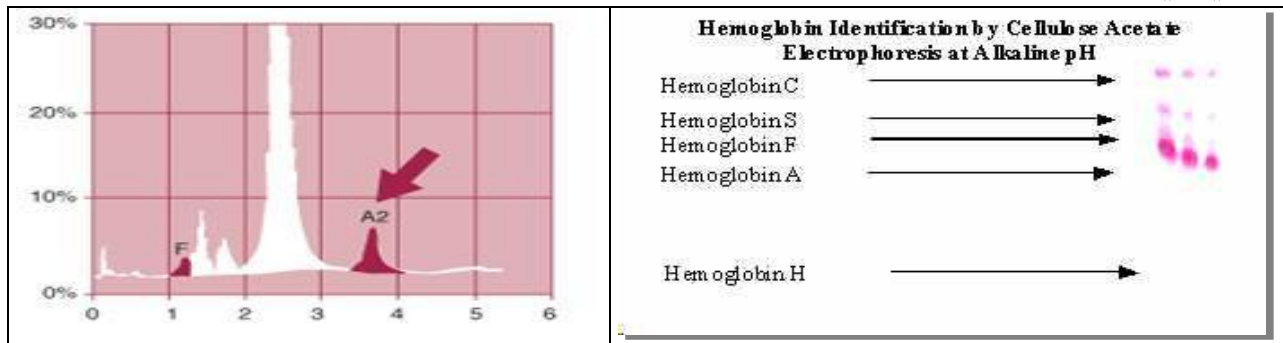 30%
20%
10%
0%
F
A2
0 1 2 3 4 5 6
Hemoglobin Identification by Cellulose Acetate
Electrophoresis at Alkaline pH
Hemoglobin C
Hemoglobin S
Hemoglobin F
Hemoglobin A
Hemoglobin H